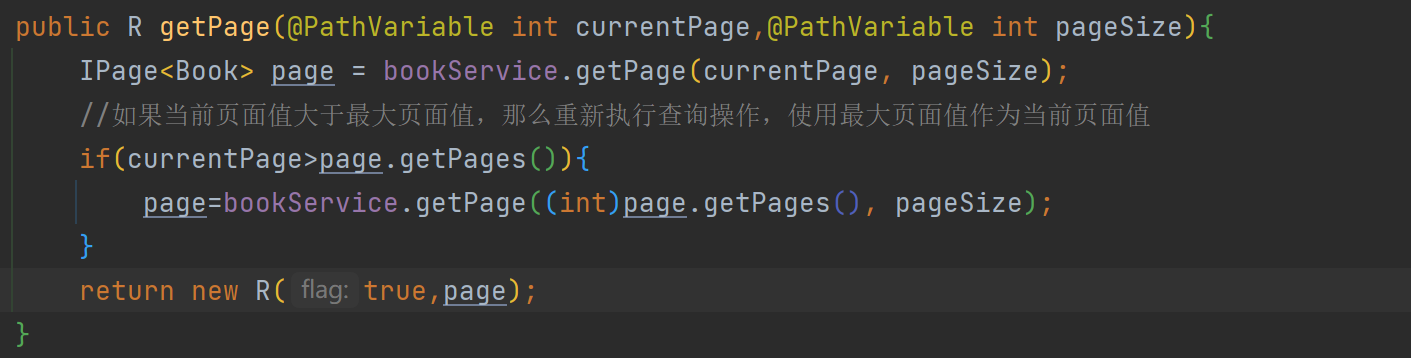 public R getPage(@PathVariable int currentPage,@PathVariable int pageSize){
IPage<Book> page = bookService.getPage(currentPage, pageSize);
//如果当前页面值大于最大页面值，那么重新执行查询操作，使用最大页面值作为当前页面值
if(currentPage>page.getPages()){
page=bookService.getPage((int)page.getPages(), pageSize);
}
return new R( flag: true,page);
}